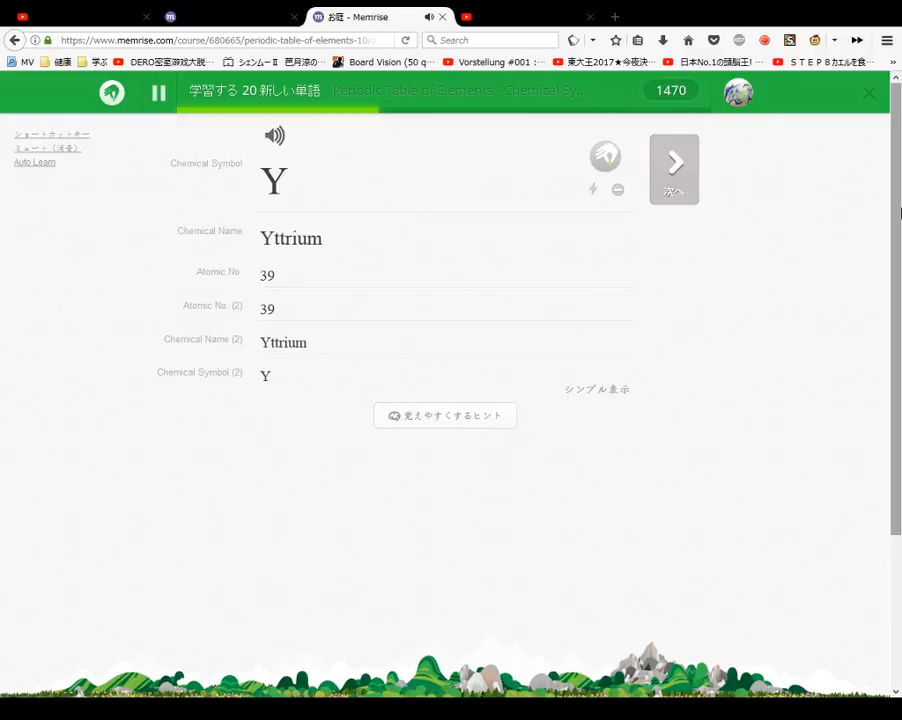 お庭 - Memrise
https://www.memrise.com/course/680665/periodic-table-of-elements-10/
Search
MV 健康 学ぶ DERO密室游戏大脱… シェンムーⅡ 芭月涼の… Board Vision (50 q… Vorstellung #001 :… 東大王2017★今夜決… 日本No.1の頭脳王! … ＳＴＥＰ8カエルを食…
学習する 20 新しい単語 Periodic Table of Elements - Chemical Sy... 1470
ショートカットキー
ミュート（消音）
Auto Learn
Chemical Symbol
Y
次へ
Chemical Name
Yttrium
Atomic No.
39
Atomic No. (2)
39
Chemical Name (2)
Yttrium
Chemical Symbol (2)
Y
シンプル表示
覚えやすくするヒント